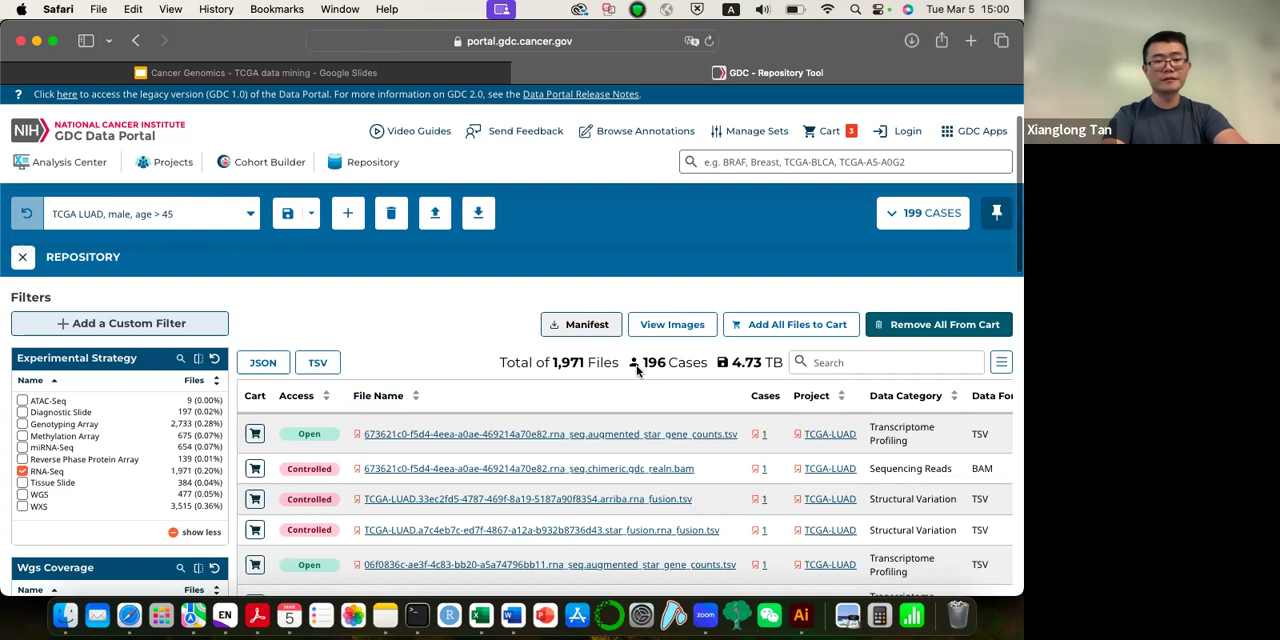 Safari File Edit View History Bookmarks Window Help A Tue Mar 5 15:00
portal.gdc.cancer.gov
Cancer Genomics - TCGA data mining - Google Slides GDC - Repository Tool
? Click here to access the legacy version (GDC 1.0) of the Data Portal. For more information on GDC 2.0, see the Data Portal Release Notes.
NIH NATIONAL CANCER INSTITUTE
GDC Data Portal
Video Guides Send Feedback Browse Annotations Manage Sets Cart 3 Login GDC Apps
Analysis Center Projects Cohort Builder Repository e.g. BRAF, Breast, TCGA-BLCA, TCGA-A5-A0G2
TCGA LUAD, male, age > 45 199 CASES
REPOSITORY
Filters
Add a Custom Filter Manifest View Images Add All Files to Cart Remove All From Cart
Experimental Strategy JSON TSV Total of 1,971 Files 196 Cases 4.73 TB Search
Name Files Cart Access File Name Cases Project Data Category Data For
ATAC-Seq 9 (0.00%)
Diagnostic Slide 197 (0.02%)
Genotyping Array 2,733 (0.28%)
Methylation Array 675 (0.07%)
miRNA-Seq 654 (0.07%)
Reverse Phase Protein Array 139 (0.01%)
RNA-Seq 1,971 (0.20%)
Tissue Slide 384 (0.04%)
WGS 477 (0.05%)
WXS 3,515 (0.36%)
show less
Open 673621c0-f5d4-4eea-a0ae-469214a70e82.rna_seq.augmented_star_gene_counts.tsv 1 TCGA-LUAD Transcriptome Profiling TSV
Controlled 673621c0-f5d4-4eea-a0ae-469214a70e82.rna_seq.chimeric.gdc_realn.bam 1 TCGA-LUAD Sequencing Reads BAM
Controlled TCGA-LUAD.33ec2fd5-4787-469f-8a19-5187a90f8354.arriba.rna_fusion.tsv 1 TCGA-LUAD Structural Variation TSV
Controlled TCGA-LUAD.a7c4eb7c-ed7f-4867-a12a-b932b8736d43.star_fusion.rna_fusion.tsv 1 TCGA-LUAD Structural Variation TSV
Open 06f0836c-ae3f-4c83-bb20-a5a74796bb11.rna_seq.augmented_star_gene_counts.tsv 1 TCGA-LUAD Transcriptome Profiling TSV
Wgs Coverage
Name Files
Xianglong Tan
MAR 5 EN R zoom Ai